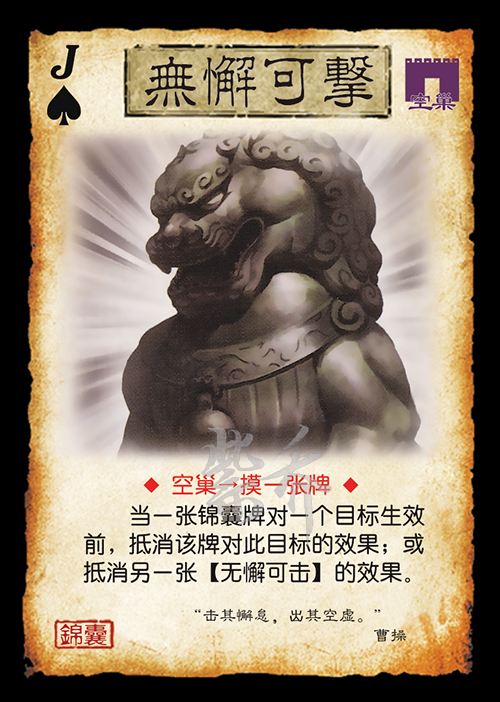 J
無懈可擊
空巢
◆ 空巢→摸一张牌 ◆
当一张锦囊牌对一个目标生效
前，抵消该牌对此目标的效果；或
抵消另一张【无懈可击】的效果。
“击其懈怠，出其空虚。”
曹操
錦囊